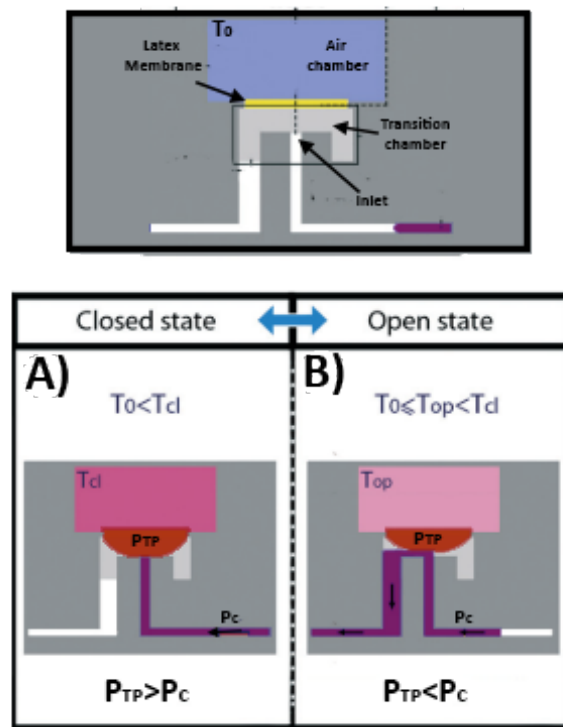 T0
Latex
Membrane
Air
chamber
Transition
chamber
Inlet
Closed state
Open state
A)
B)
T0<Tcl
T0⩽Top<Tcl
Tcl
Top
PTP
PTP
Pc
Pc
PTP>PC
PTP<PC